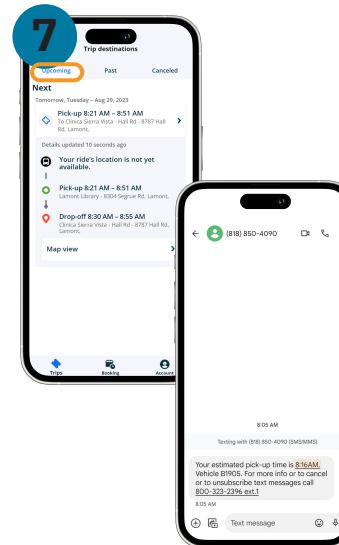 7
Trip destinations
Upcoming Past Canceled
Next
Tomorrow, Tuesday – Aug 29, 2023
Pick-up 8:21 AM – 8:51 AM
To Clinica Sierra Vista - Hall Rd - 8787 Hall
Rd, Lamont,
Details updated 10 seconds ago
Your ride's location is not yet
available.
Pick-up 8:21 AM – 8:51 AM
Lamont Library - 8304 Segrue Rd, Lamont,
Drop-off 8:30 AM – 8:55 AM
Clinica Sierra Vista - Hall Rd - 8787 Hall Rd,
Lamont,
Map view
Trips Booking Account
(818) 850-4090
8:05 AM
Texting with (818) 850-4090 (SMS/MMS)
Your estimated pick-up time is 8:16AM.
Vehicle B1905. For more info or to cancel
or to unsubscribe text messages call
800-323-2396 ext.1
8:05 AM
Text message